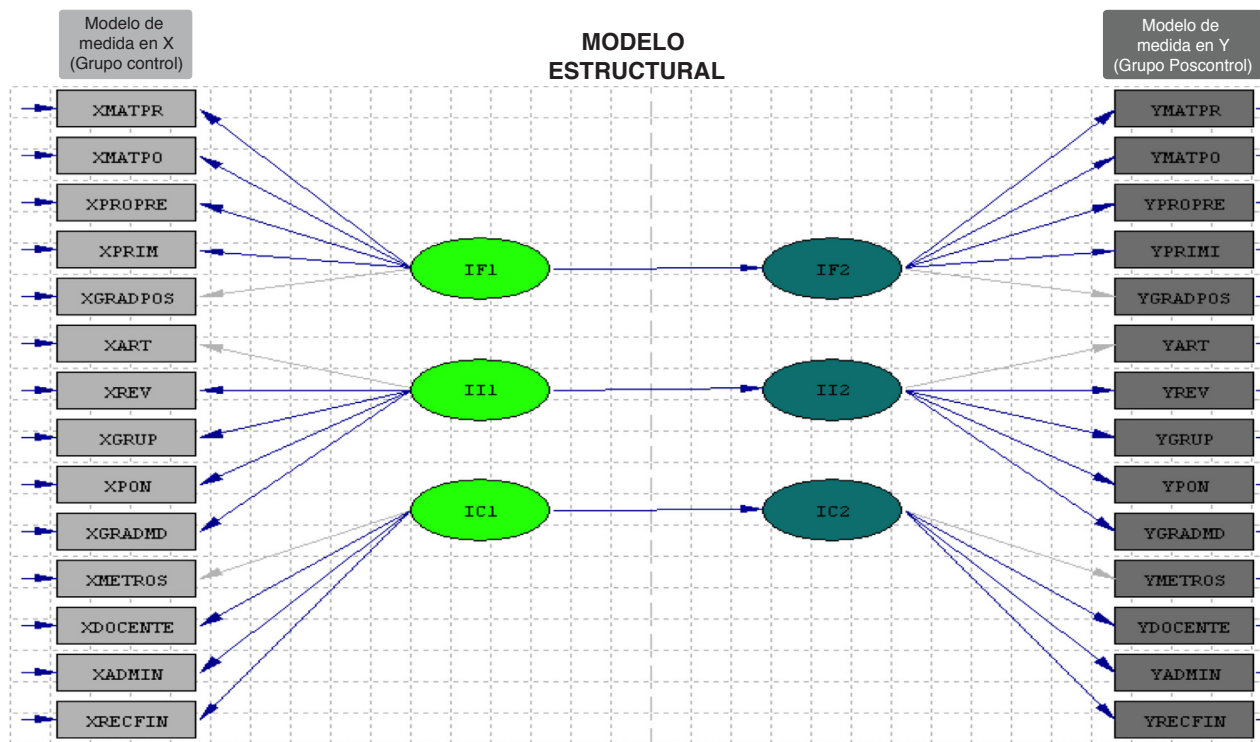 Modelo de
medida en X
(Grupo control)
MODELO
ESTRUCTURAL
Modelo de
medida en Y
(Grupo Poscontrol)
XMATPR
XMATPO
XPROPRE
XPRIM
XGRADPOS
XART
XREV
XGRUP
XPON
XGRADMD
XMETROS
XDOCENTE
XADMIN
XRECFIN
IF1
IF2
II1
II2
IC1
IC2
YMATPR
YMATPO
YPROPRE
YPRIMI
YGRADPOS
YART
YREV
YGRUP
YPON
YGRADMD
YMETROS
YDOCENTE
YADMIN
YRECFIN